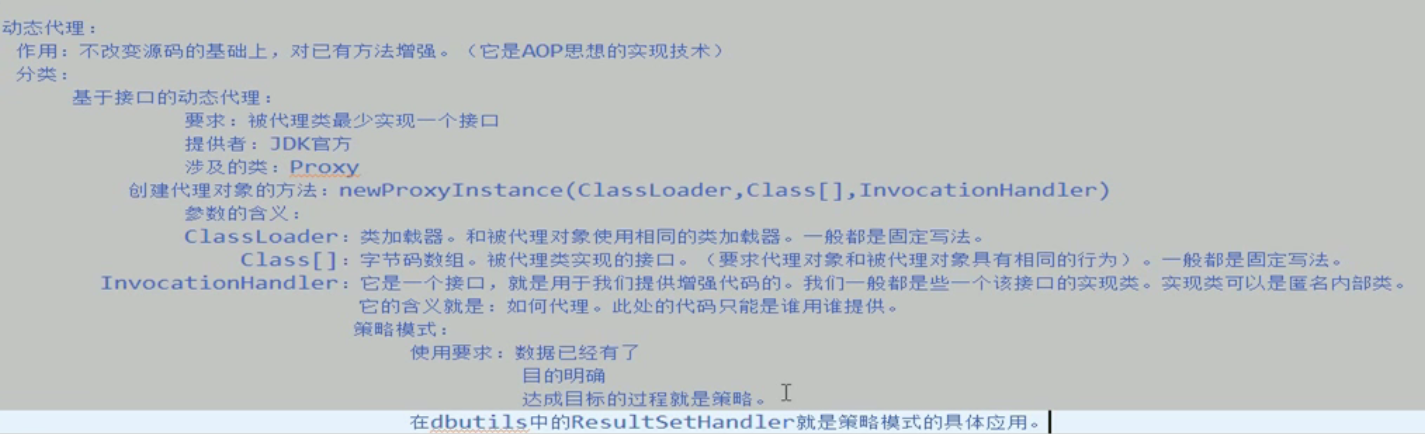 动态代理：
作用：不改变源码的基础上，对已有方法增强。（它是AOP思想的实现技术）
分类：
基于接口的动态代理：
要求：被代理类最少实现一个接口
提供者：JDK官方
涉及的类：Proxy
创建代理对象的方法：newProxyInstance(ClassLoader,Class[],InvocationHandler)
参数的含义：
ClassLoader：类加载器。和被代理对象使用相同的类加载器。一般都是固定写法。
Class[]：字节码数组。被代理类实现的接口。（要求代理对象和被代理对象具有相同的行为）。一般都是固定写法。
InvocationHandler：它是一个接口，就是用于我们提供增强代码的。我们一般都是些一个该接口的实现类。实现类可以是匿名内部类。
它的含义就是：如何代理。此处的代码只能是谁用谁提供。
策略模式：
使用要求：数据已经有了
目的明确
达成目标的过程就是策略。
在dbutils中的ResultSetHandler就是策略模式的具体应用。